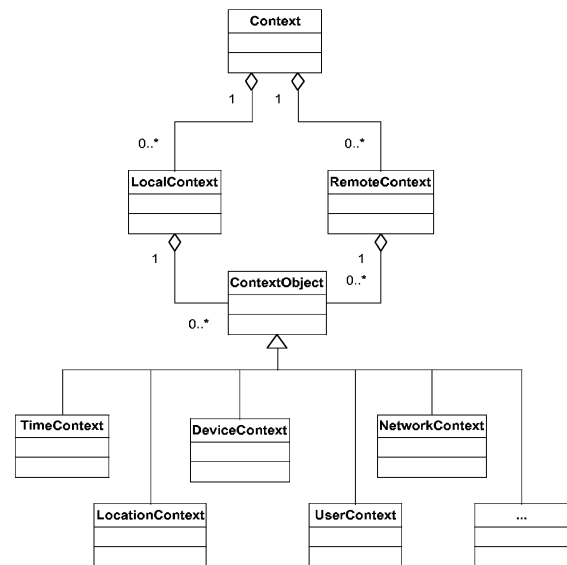 Context
1
1
0..*
0..*
LocalContext
RemoteContext
1
1
ContextObject
0..*
0..*
TimeContext
DeviceContext
NetworkContext
LocationContext
UserContext
...